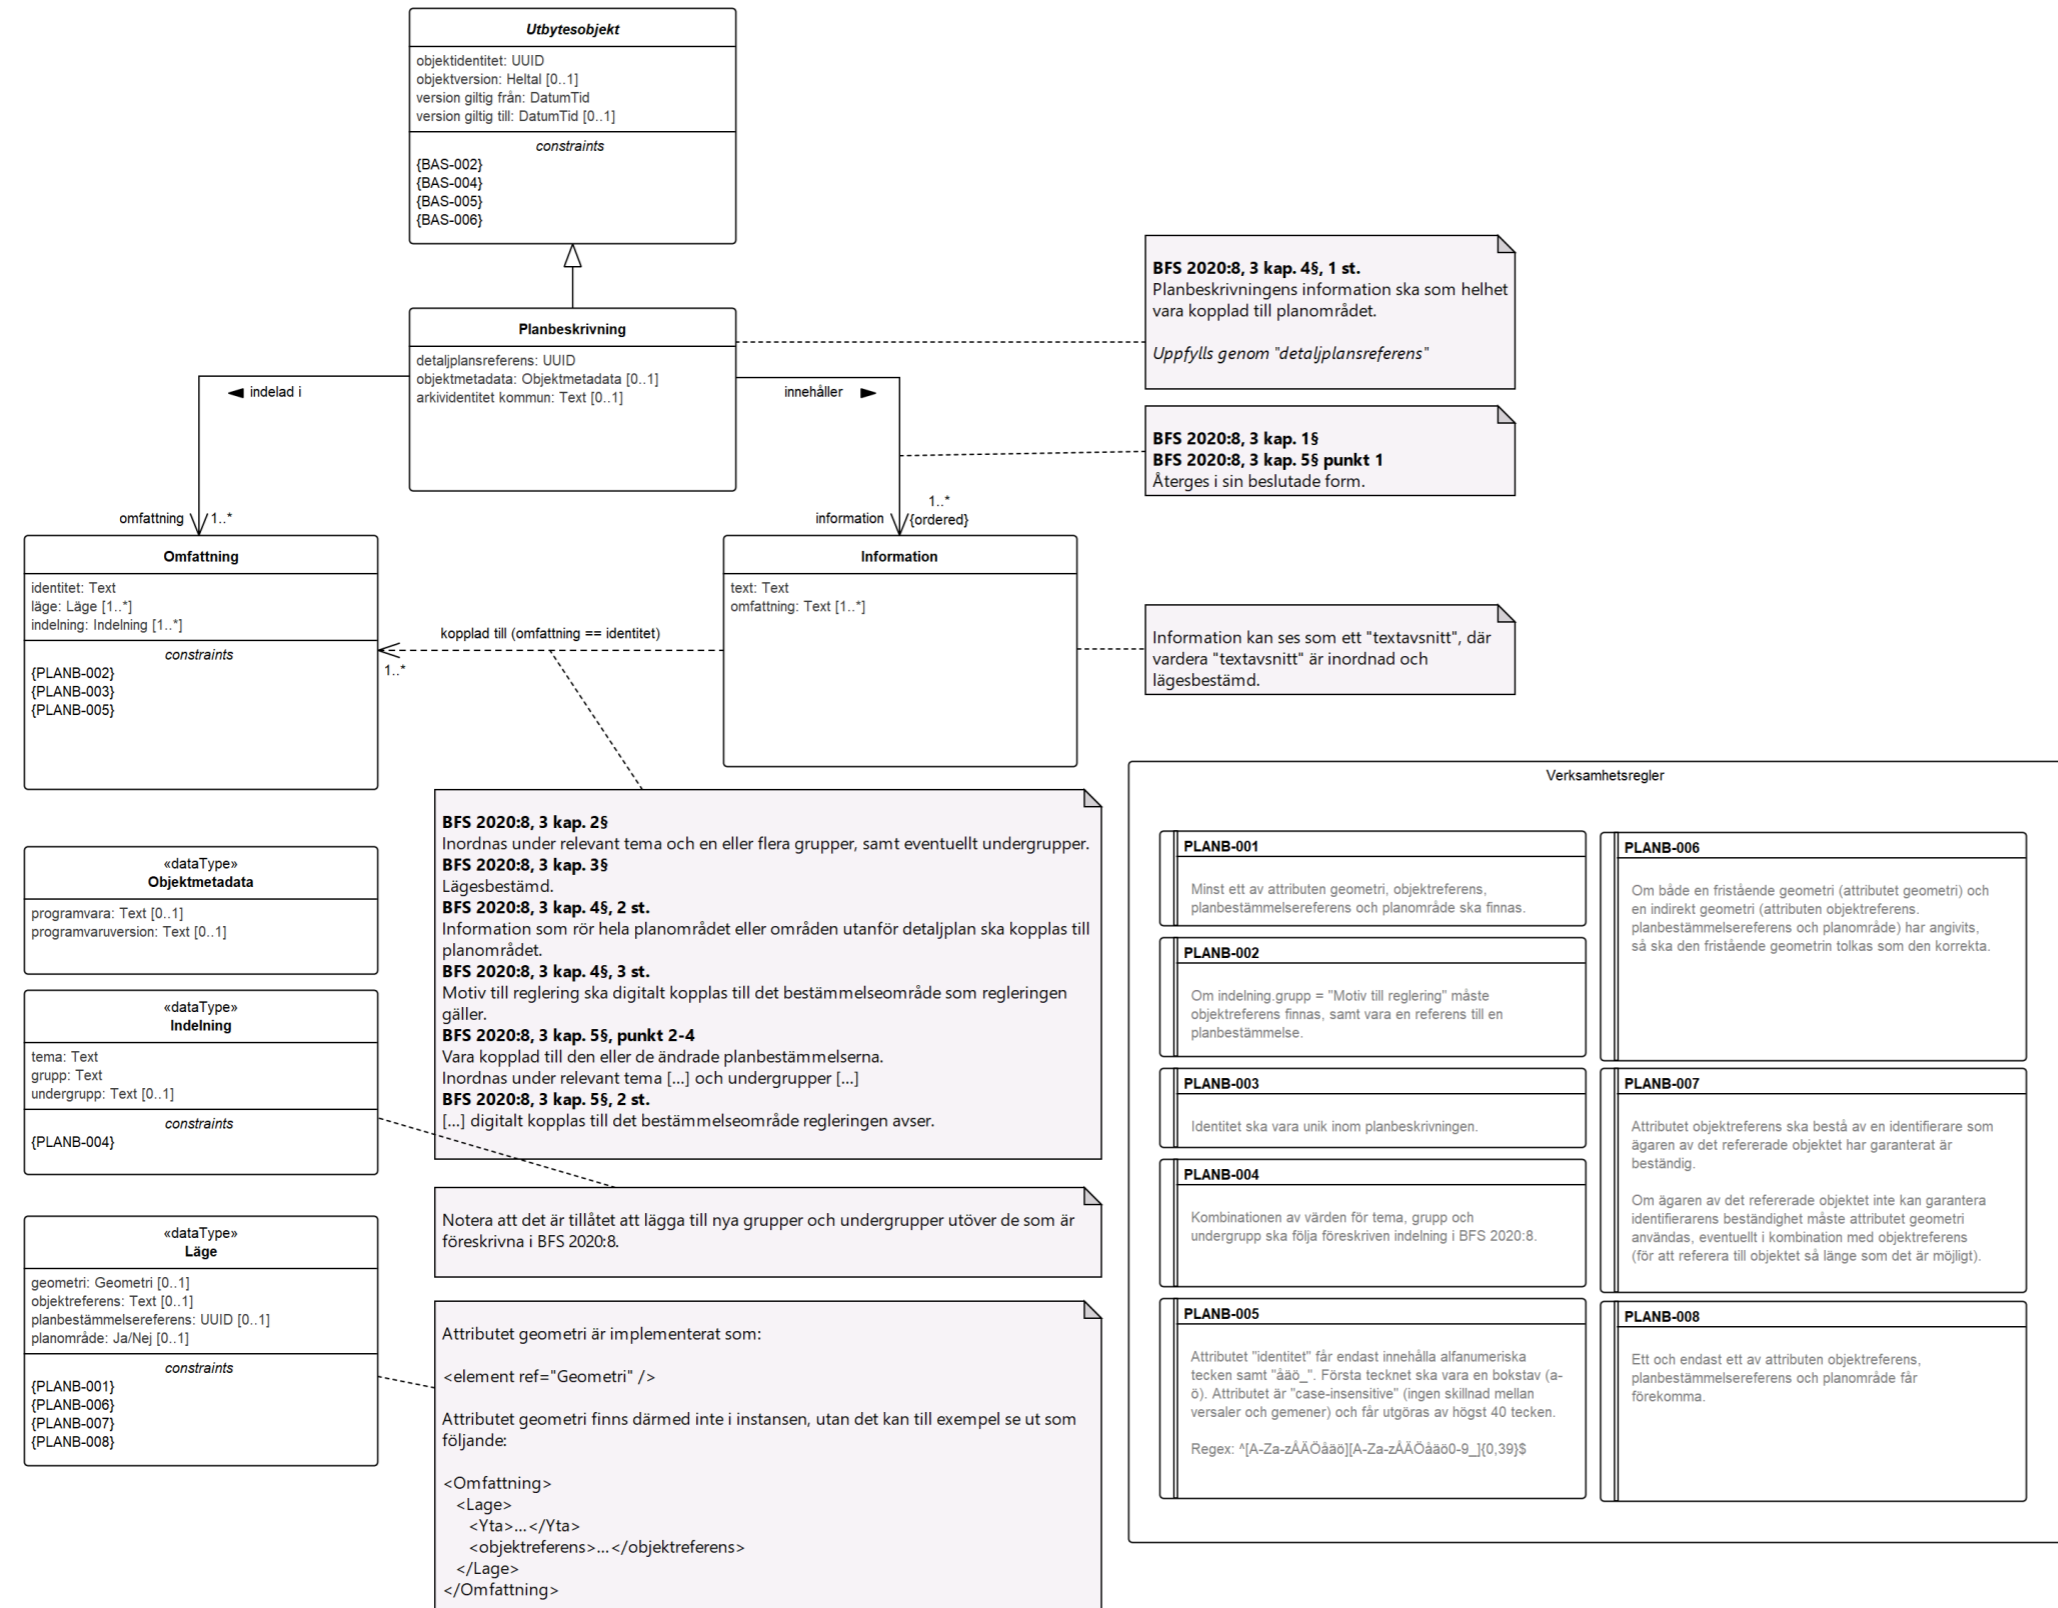 Utbytesobjekt
objektidentitet: UUID
objektversion: Heltal [0..1]
version giltig från: DatumTid
version giltig till: DatumTid [0..1]
constraints
{BAS-002}
{BAS-004}
{BAS-005}
{BAS-006}
Planbeskrivning
detaljplansreferens: UUID
objektmetadata: Objektmetadata [0..1]
arkividentitet kommun: Text [0..1]
indelad i
innehåller
omfattning
1..*
information
1..*
{ordered}
BFS 2020:8, 3 kap. 4§, 1 st.
Planbeskrivningens information ska som helhet
vara kopplad till planområdet.
Uppfylls genom "detaljplansreferens"
BFS 2020:8, 3 kap. 1§
BFS 2020:8, 3 kap. 5§ punkt 1
Återges i sin beslutade form.
Omfattning
identitet: Text
läge: Läge [1..*]
indelning: Indelning [1..*]
constraints
{PLANB-002}
{PLANB-003}
{PLANB-005}
kopplad till (omfattning == identitet)
1..*
Information
text: Text
omfattning: Text [1..*]
Information kan ses som ett "textavsnitt", där
vardera "textavsnitt" är inordnad och
lägesbestämd.
«dataType»
Objektmetadata
programvara: Text [0..1]
programvaruversion: Text [0..1]
«dataType»
Indelning
tema: Text
grupp: Text
undergrupp: Text [0..1]
constraints
{PLANB-004}
«dataType»
Läge
geometri: Geometri [0..1]
objektreferens: Text [0..1]
planbestämmelsereferens: UUID [0..1]
planområde: Ja/Nej [0..1]
constraints
{PLANB-001}
{PLANB-006}
{PLANB-007}
{PLANB-008}
BFS 2020:8, 3 kap. 2§
Inordnas under relevant tema och en eller flera grupper, samt eventuellt undergrupper.
BFS 2020:8, 3 kap. 3§
Lägesbestämd.
BFS 2020:8, 3 kap. 4§, 2 st.
Information som rör hela planområdet eller områden utanför detaljplan ska kopplas till
planområdet.
BFS 2020:8, 3 kap. 4§, 3 st.
Motiv till reglering ska digitalt kopplas till det bestämmelseområde som regleringen
gäller.
BFS 2020:8, 3 kap. 5§, punkt 2-4
Vara kopplad till den eller de ändrade planbestämmelserna.
Inordnas under relevant tema [...] och undergrupper [...]
BFS 2020:8, 3 kap. 5§, 2 st.
[...] digitalt kopplas till det bestämmelseområde regleringen avser.
Notera att det är tillåtet att lägga till nya grupper och undergrupper utöver de som är
föreskrivna i BFS 2020:8.
Attributet geometri är implementerat som:
<element ref="Geometri" />
Attributet geometri finns därmed inte i instansen, utan det kan till exempel se ut som
följande:
<Omfattning>
<Lage>
<Yta>...</Yta>
<objektreferens>...</objektreferens>
</Lage>
</Omfattning>
Verksamhetsregler
PLANB-001
Minst ett av attributen geometri, objektreferens,
planbestämmelsereferens och planområde ska finnas.
PLANB-002
Om indelning.grupp = "Motiv till reglering" måste
objektreferens finnas, samt vara en referens till en
planbestämmelse.
PLANB-003
Identitet ska vara unik inom planbeskrivningen.
PLANB-004
Kombinationen av värden för tema, grupp och
undergrupp ska följa föreskriven indelning i BFS 2020:8.
PLANB-005
Attributet "identitet" får endast innehålla alfanumeriska
tecken samt "åäö_". Första tecknet ska vara en bokstav (a-
ö). Attributet är "case-insensitive" (ingen skillnad mellan
versaler och gemener) och får utgöras av högst 40 tecken.
Regex: ^[A-Za-zÅÄÖåäö][A-Za-zÅÄÖåäö0-9_]{0,39}$
PLANB-006
Om både en fristående geometri (attributet geometri) och
en indirekt geometri (attributen objektreferens.
planbestämmelsereferens och planområde) har angivits,
så ska den fristående geometrin tolkas som den korrekta.
PLANB-007
Attributet objektreferens ska bestå av en identifierare som
ägaren av det refererade objektet har garanterat är
beständig.
Om ägaren av det refererade objektet inte kan garantera
identifierarens beständighet måste attributet geometri
användas, eventuellt i kombination med objektreferens
(för att referera till objektet så länge som det är möjligt).
PLANB-008
Ett och endast ett av attributen objektreferens,
planbestämmelsereferens och planområde får
förekomma.